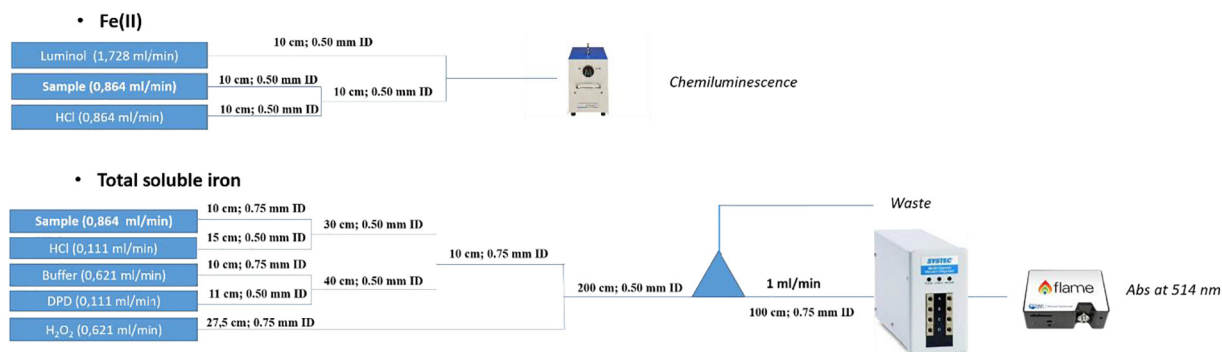 • Fe(II)
Luminol (1,728 ml/min)
10 cm; 0.50 mm ID
Sample (0,864 ml/min)
10 cm; 0.50 mm ID
10 cm; 0.50 mm ID
HCl (0,864 ml/min)
10 cm; 0.50 mm ID
Chemiluminescence
• Total soluble iron
Sample (0,864 ml/min)
10 cm; 0.75 mm ID
30 cm; 0.50 mm ID
HCl (0,111 ml/min)
15 cm; 0.50 mm ID
Buffer (0,621 ml/min)
10 cm; 0.75 mm ID
40 cm; 0.50 mm ID
DPD (0,111 ml/min)
11 cm; 0.50 mm ID
H₂O₂ (0,621 ml/min)
27,5 cm; 0.75 mm ID
10 cm; 0.75 mm ID
200 cm; 0.50 mm ID
Waste
1 ml/min
100 cm; 0.75 mm ID
SYSTEC
flame
Abs at 514 nm